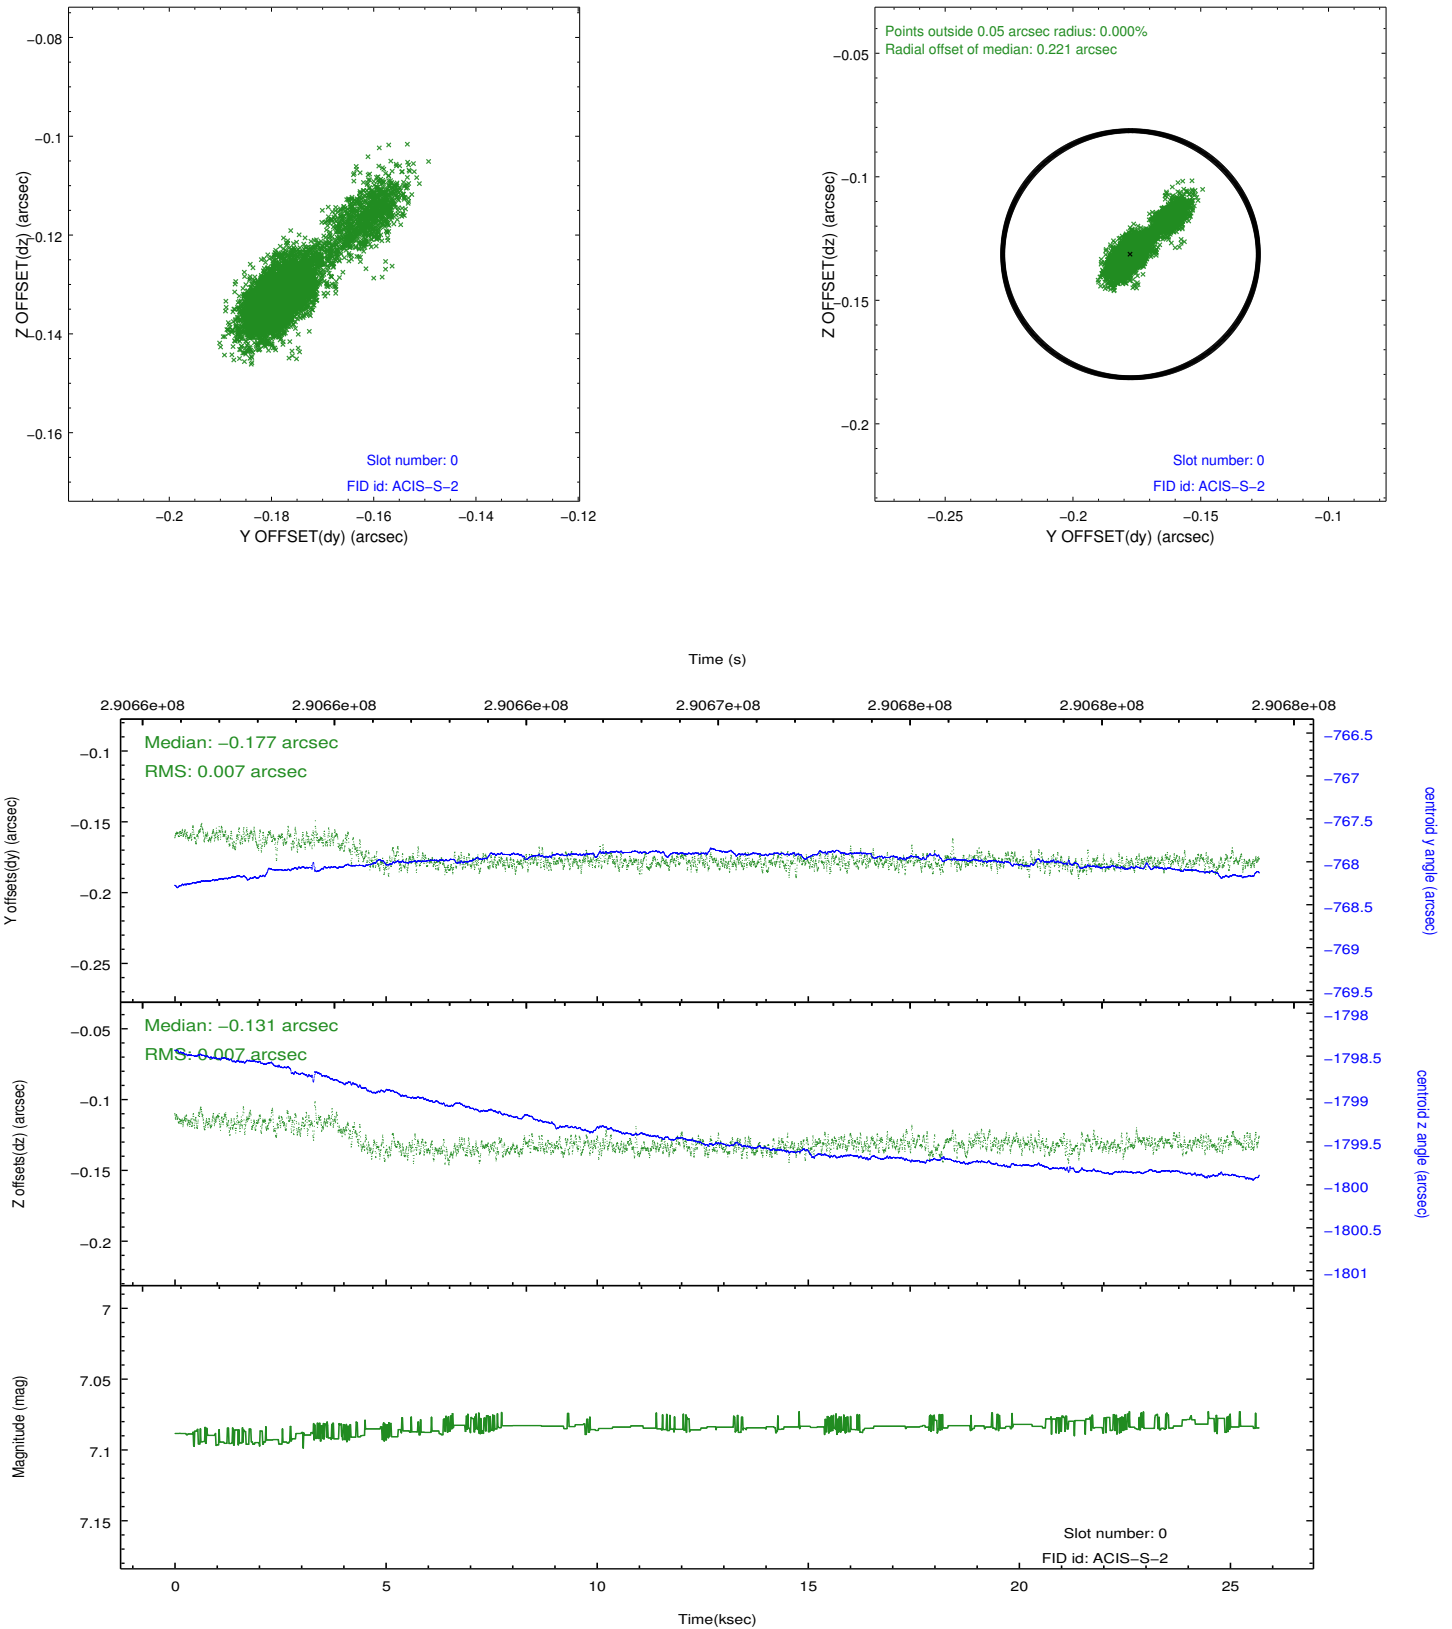 −0.08
−0.1
−0.12
−0.14
−0.16
Z OFFSET(dz) (arcsec)
Slot number: 0
FID id: ACIS−S−2
−0.2 −0.18 −0.16 −0.14 −0.12
Y OFFSET(dy) (arcsec)
Points outside 0.05 arcsec radius: 0.000%
Radial offset of median: 0.221 arcsec
−0.05
−0.1
−0.15
−0.2
Z OFFSET(dz) (arcsec)
Slot number: 0
FID id: ACIS−S−2
−0.25 −0.2 −0.15 −0.1
Y OFFSET(dy) (arcsec)
Time (s)
2.9066e+08 2.9066e+08 2.9066e+08 2.9067e+08 2.9068e+08 2.9068e+08 2.9068e+08
Median: −0.177 arcsec
RMS: 0.007 arcsec
−0.1
−0.15
−0.2
−0.25
Y offsets(dy) (arcsec)
−766.5
−767
−767.5
−768
−768.5
−769
−769.5
centroid y angle (arcsec)
Median: −0.131 arcsec
RMS: 0.007 arcsec
−0.05
−0.1
−0.15
−0.2
Z offsets(dz) (arcsec)
−1798
−1798.5
−1799
−1799.5
−1800
−1800.5
−1801
centroid z angle (arcsec)
7
7.05
7.1
7.15
Magnitude (mag)
Slot number: 0
FID id: ACIS−S−2
0 5 10 15 20 25
Time(ksec)